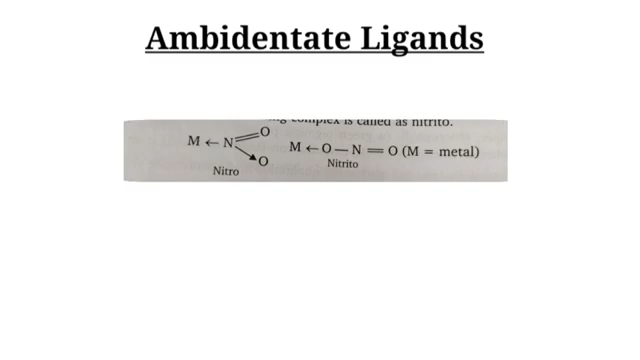 Ambidentate Ligands
complex is called as nitrito.
M ← N = O
→ O
M ← O — N = O (M = metal)
Nitro
Nitrito